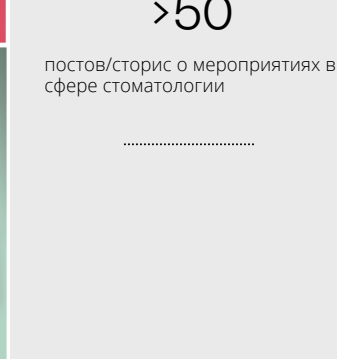 >50
постов/сторис о мероприятиях в
сфере стоматологии